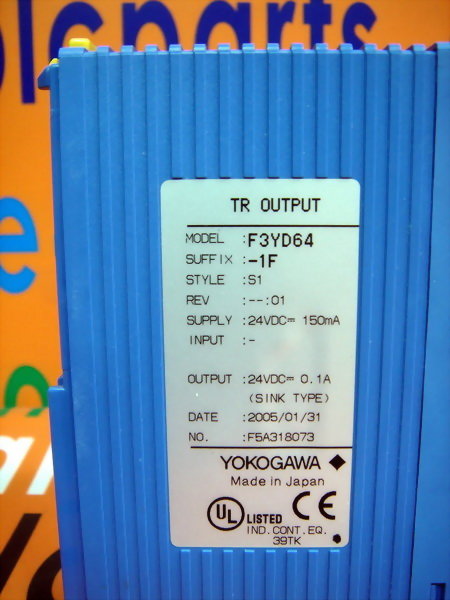 lcparts
TR OUTPUT
MODEL :F3YD64
SUFFIX :-1F
STYLE :S1
REV :--:01
SUPPLY :24VDC⎓ 150mA
INPUT :-
OUTPUT :24VDC⎓ 0.1A
(SINK TYPE)
DATE :2005/01/31
NO. :F5A318073
YOKOGAWA ◆
Made in Japan
UL LISTED CE
IND.CONT.EQ.
39TK